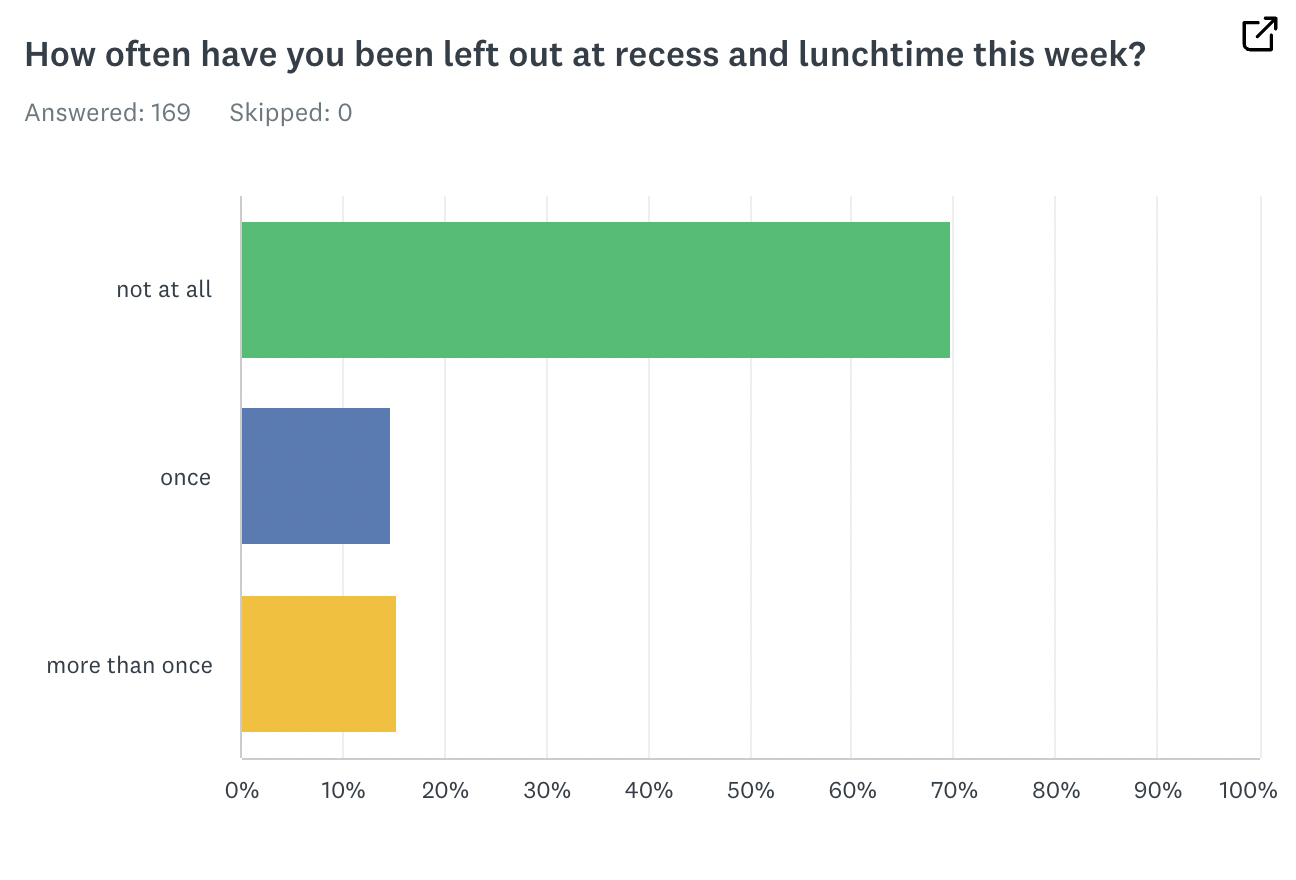 How often have you been left out at recess and lunchtime this week?
Answered: 169 Skipped: 0
not at all
once
more than once
0% 10% 20% 30% 40% 50% 60% 70% 80% 90% 100%